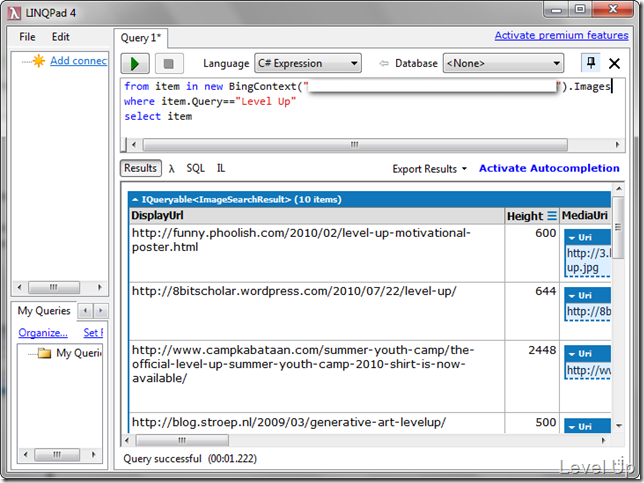 LINQPad 4
File Edit
Query 1*
Activate premium features
Add connec
Language C# Expression Database <None>
from item in new BingContext(" ").Images
where item.Query=="Level Up"
select item
Results λ SQL IL Export Results Activate Autocompletion
IQueryable<ImageSearchResult> (10 items)
DisplayUrl Height MediaUri
http://funny.phoolish.com/2010/02/level-up-motivational-
poster.html
600
Uri
http://3.l
up.jpg
http://8bitscholar.wordpress.com/2010/07/22/level-up/
644
Uri
http://8b
http://www.campkabataan.com/summer-youth-camp/the-
official-level-up-summer-youth-camp-2010-shirt-is-now-
available/
2448
Uri
http://w
http://blog.stroep.nl/2009/03/generative-art-levelup/
500
Uri
My Queries
Organize...
Set F
My Querie
Query successful (00:01.222)
Level Up